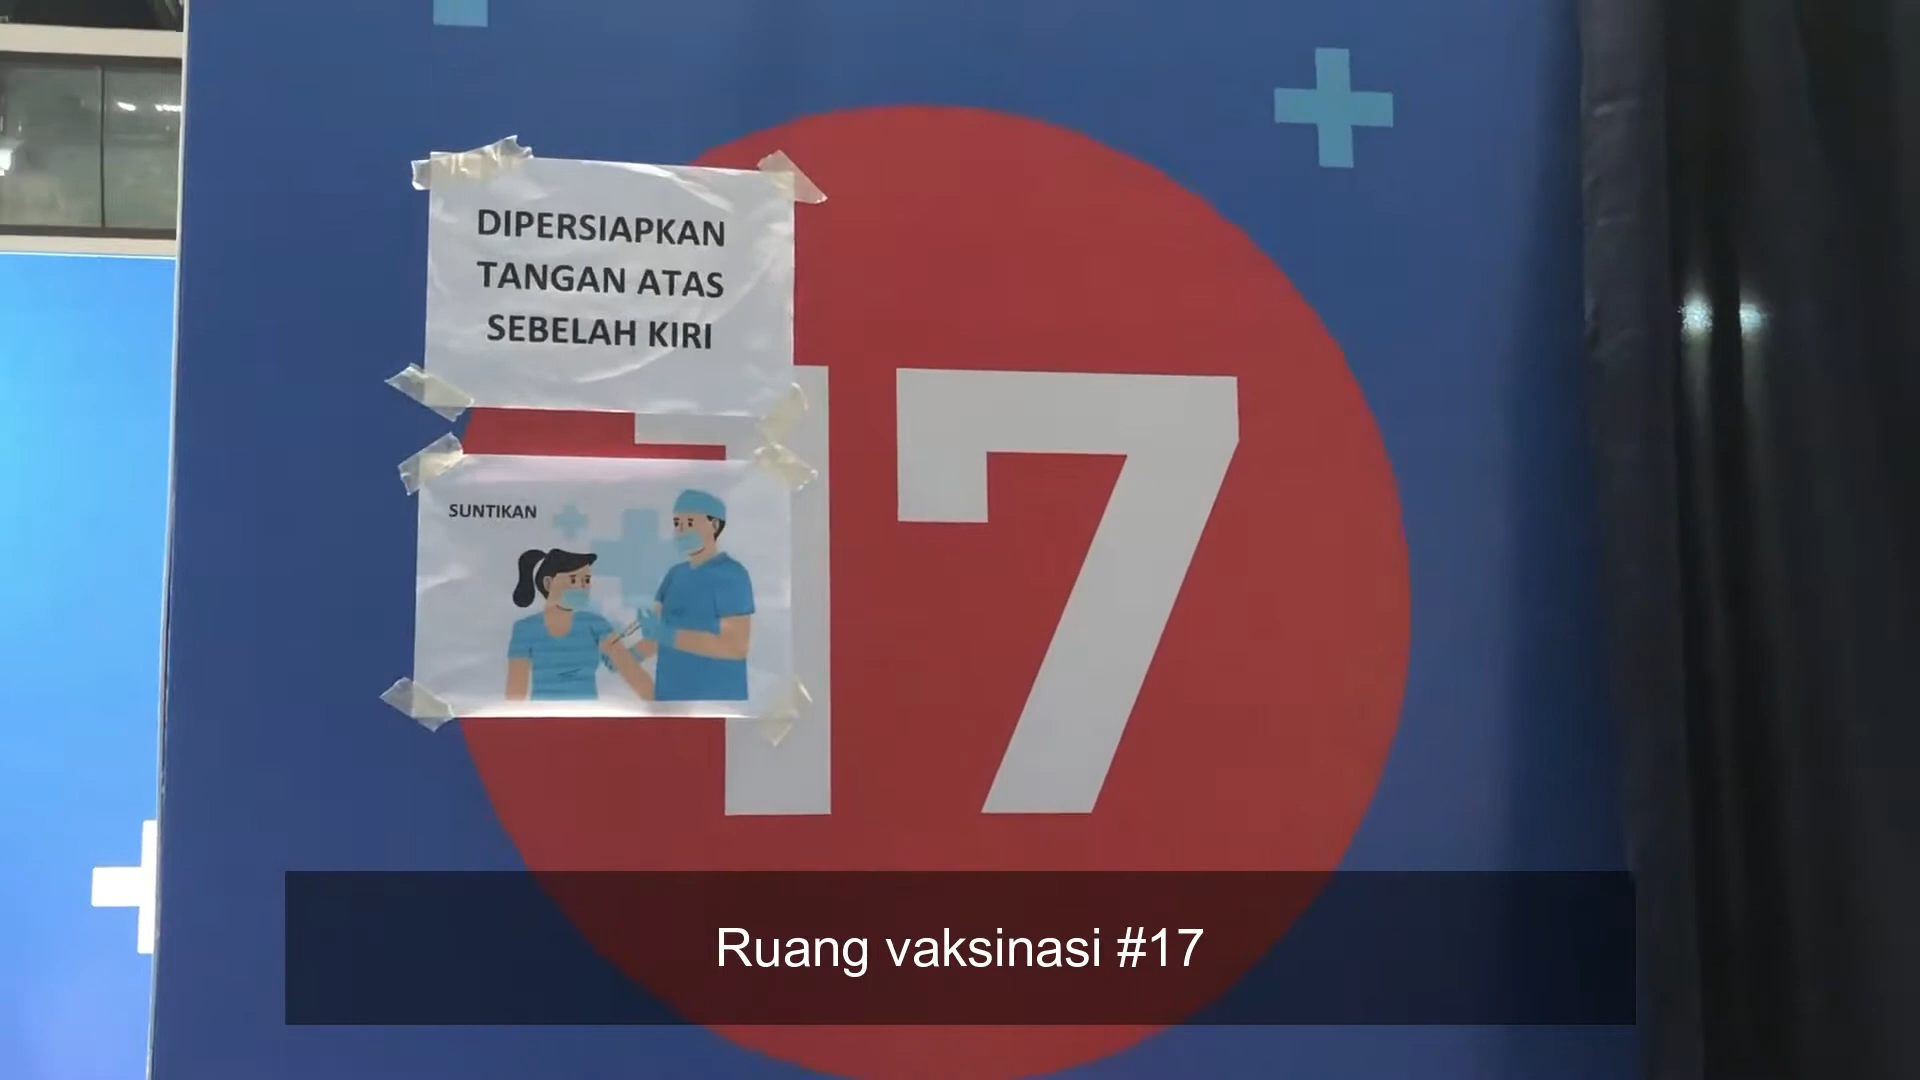 DIPERSIAPKAN
TANGAN ATAS
SEBELAH KIRI
SUNTIKAN
17
Ruang vaksinasi #17